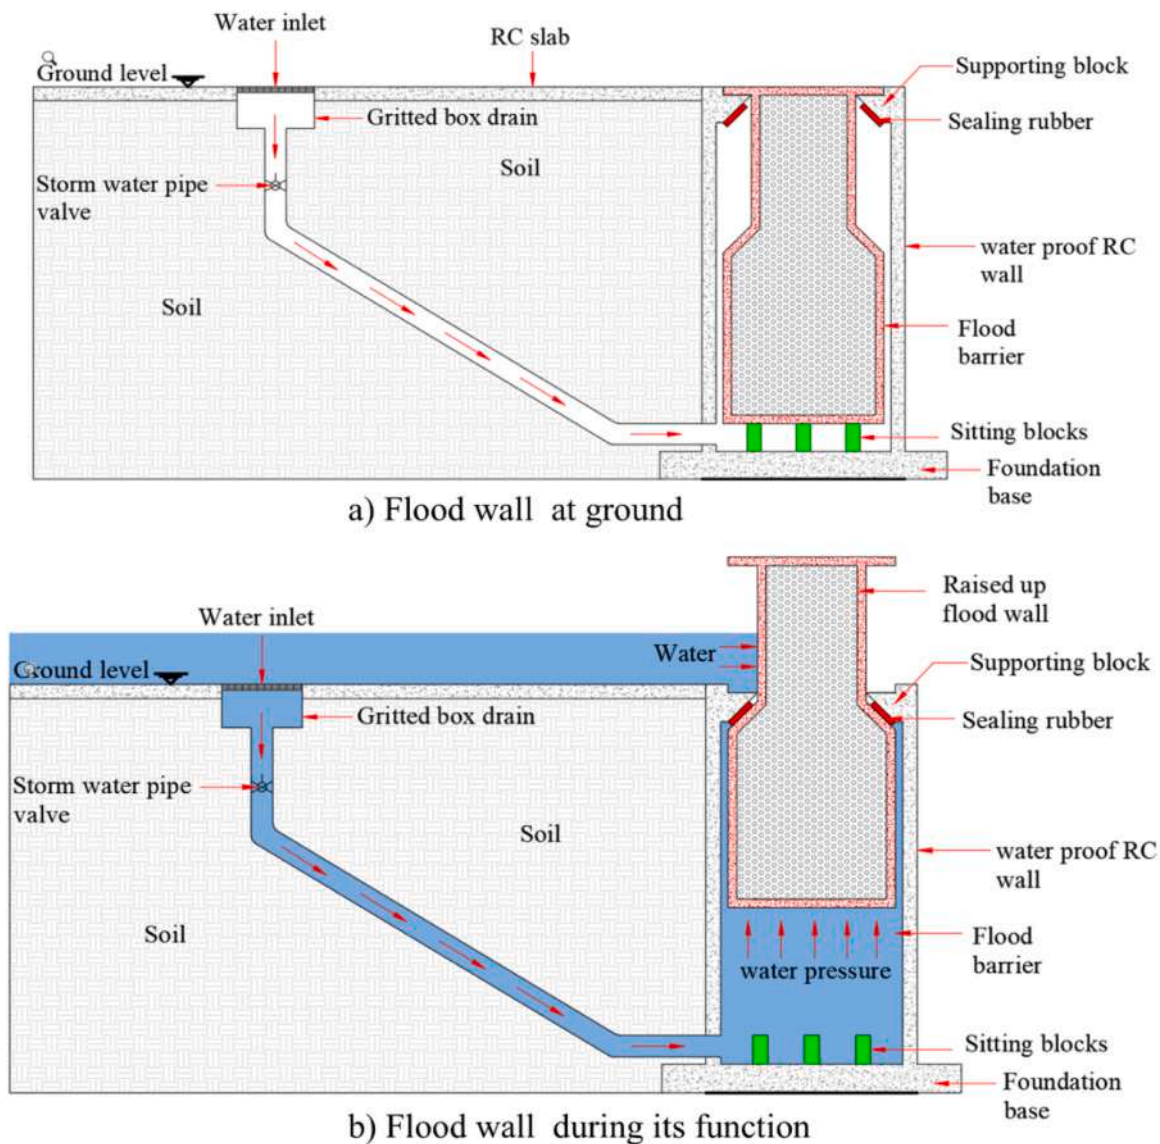 Water inlet
RC slab
Supporting block
Ground level
Gritted box drain
Sealing rubber
Soil
Storm water pipe
valve
water proof RC
wall
Soil
Flood
barrier
Sitting blocks
Foundation
base
a) Flood wall at ground
Raised up
flood wall
Water inlet
Water
Supporting block
Ground level
Gritted box drain
Sealing rubber
Storm water pipe
valve
Soil
water proof RC
wall
Soil
Flood
barrier
water pressure
Sitting blocks
Foundation
base
b) Flood wall during its function